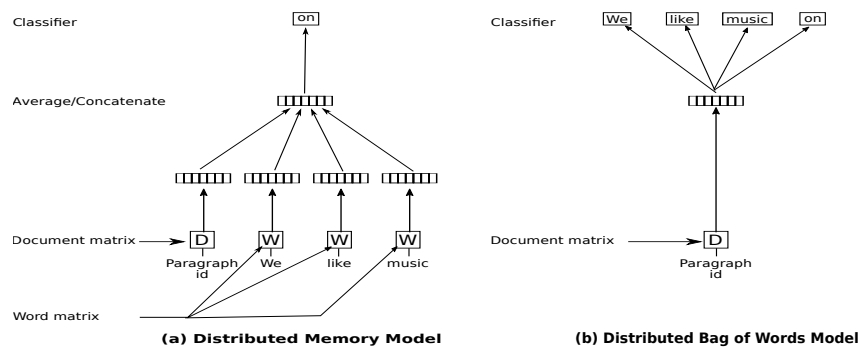 Classifier
on
Average/Concatenate
Document matrix
D
W
W
W
Paragraph
id
We
like
music
Word matrix
(a) Distributed Memory Model
Classifier
We
like
music
on
Document matrix
D
Paragraph
id
(b) Distributed Bag of Words Model